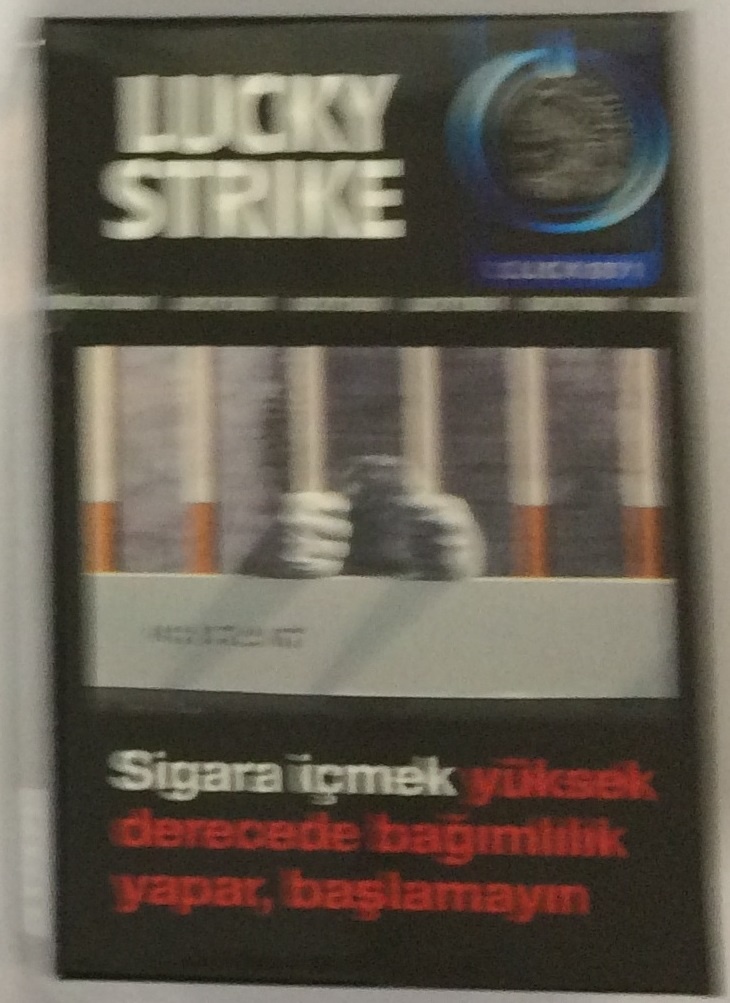 LUCKY
STRIKE
Sigara içmek yüksek
derecede bağımlılık
yapar, başlamayın